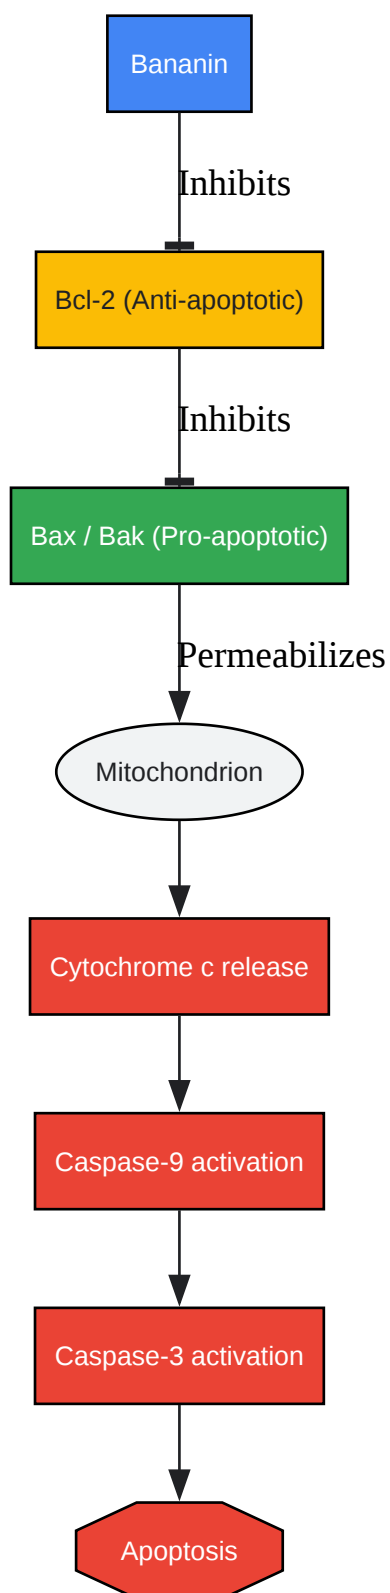 Bananin
Inhibits
Bcl-2 (Anti-apoptotic)
Inhibits
Bax / Bak (Pro-apoptotic)
Permeabilizes
Mitochondrion
Cytochrome c release
Caspase-9 activation
Caspase-3 activation
Apoptosis